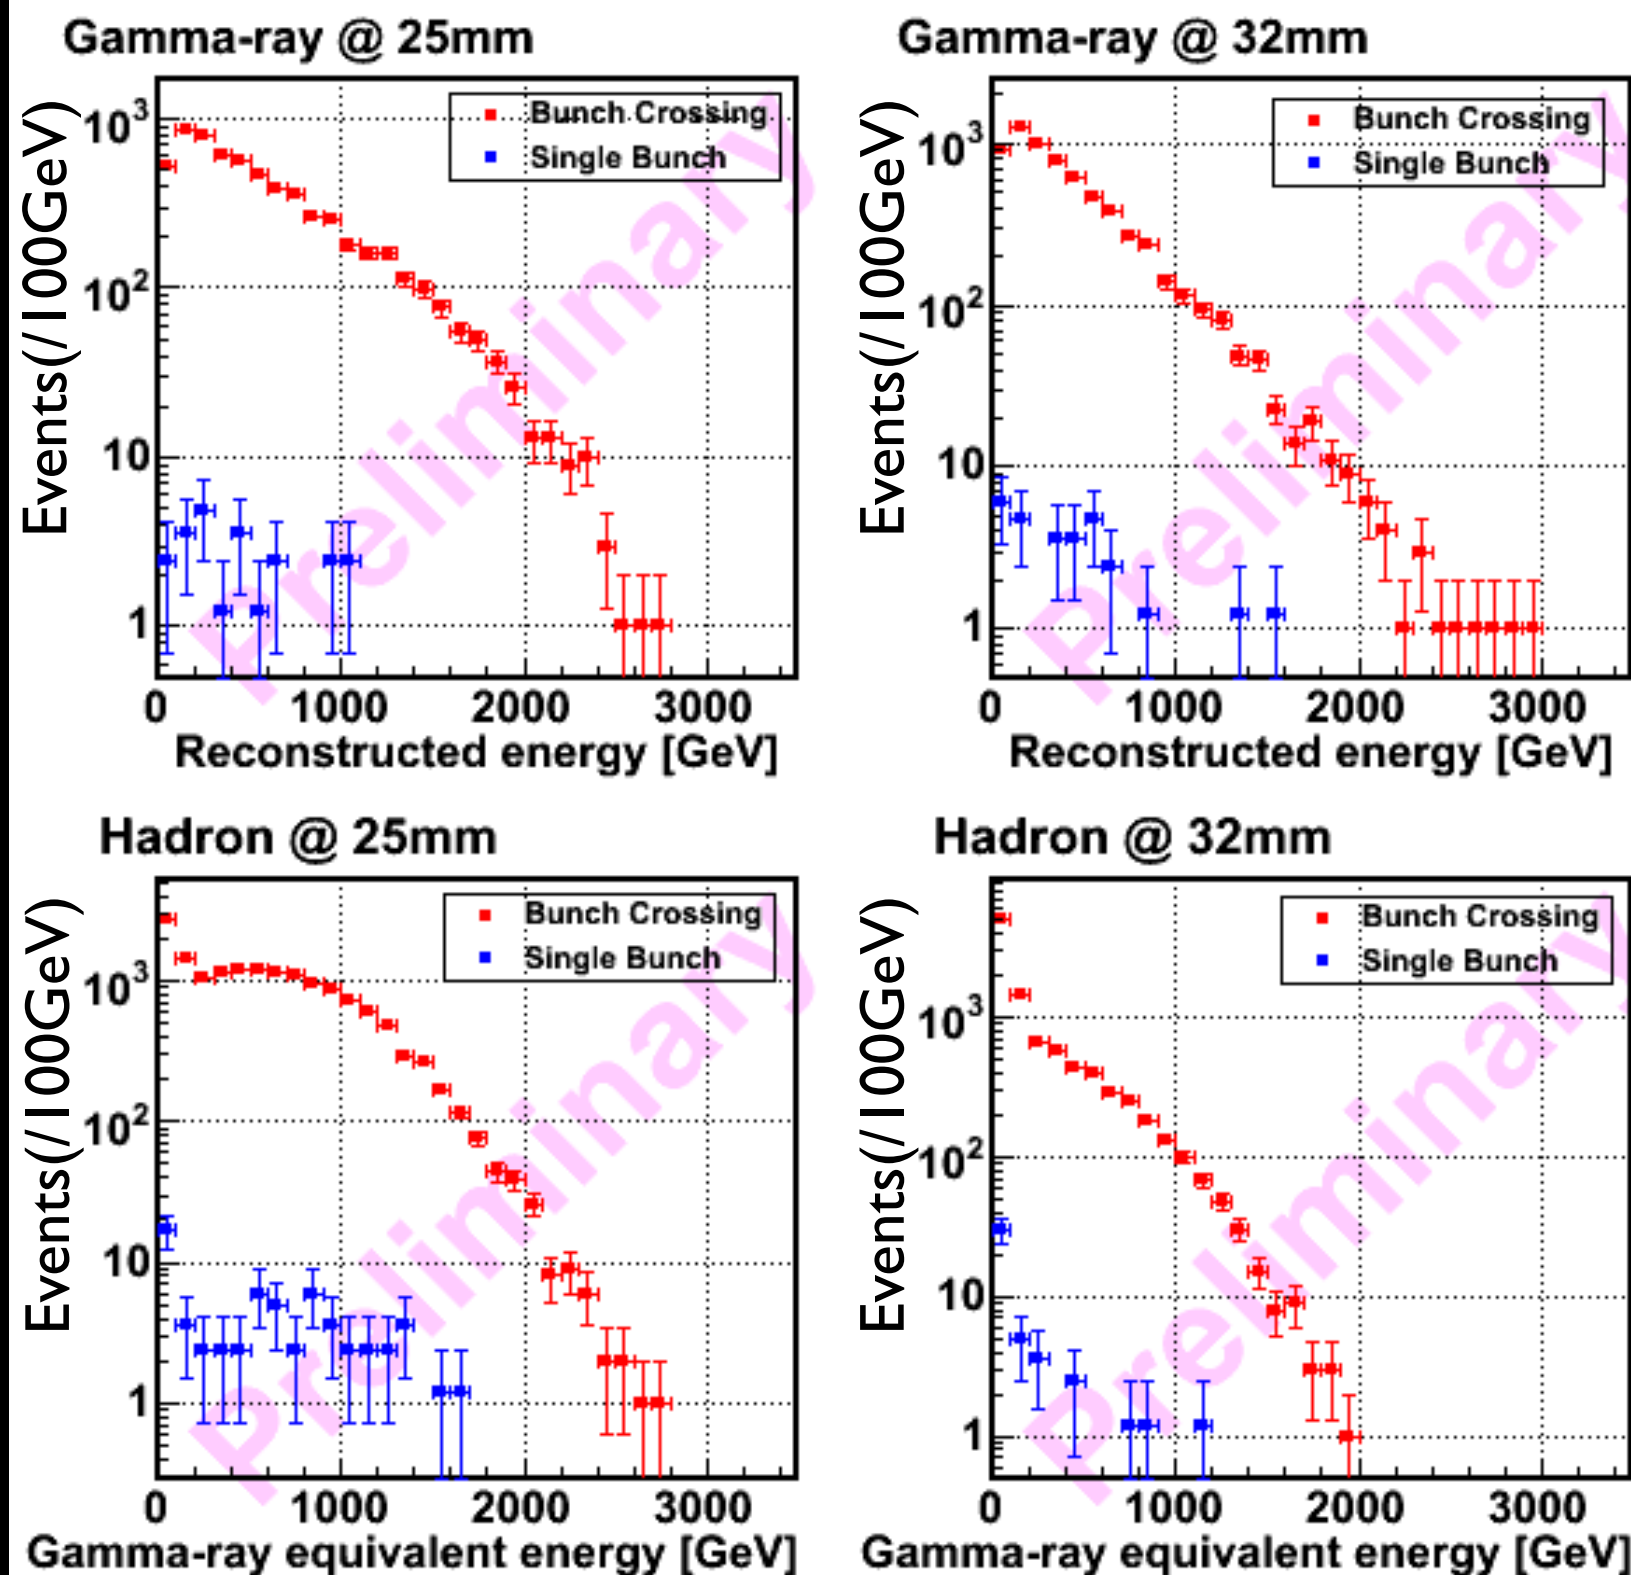 Gamma-ray @ 25mm
Events(/100GeV)
10³
10²
10
1
Bunch Crossing
Single Bunch
Preliminary
0 1000 2000 3000
Reconstructed energy [GeV]
Gamma-ray @ 32mm
Events(/100GeV)
10³
10²
10
1
Bunch Crossing
Single Bunch
Preliminary
0 1000 2000 3000
Reconstructed energy [GeV]
Hadron @ 25mm
Events(/100GeV)
10³
10²
10
1
Bunch Crossing
Single Bunch
Preliminary
0 1000 2000 3000
Gamma-ray equivalent energy [GeV]
Hadron @ 32mm
Events(/100GeV)
10³
10²
10
1
Bunch Crossing
Single Bunch
Preliminary
0 1000 2000 3000
Gamma-ray equivalent energy [GeV]